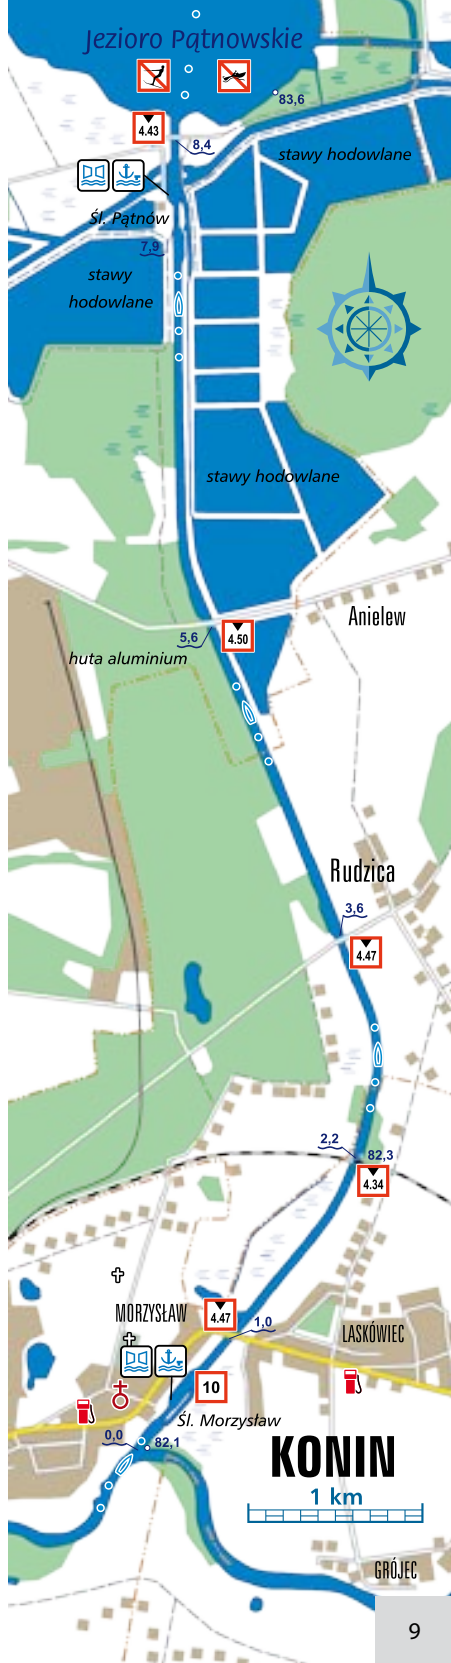 Jezioro Pątnowskie
83,6
4.43
8,4
stawy hodowlane
Śl. Pątnów
7,9
stawy
hodowlane
stawy hodowlane
Anielew
4.50
5,6
huta aluminium
Rudzica
3,6
4.47
2,2
82,3
4.34
MORZYSŁAW
4.47
1,0
LASKÓWIEC
10
Śl. Morzysław
0,0
82,1
KONIN
1 km
GRÓJEC
9